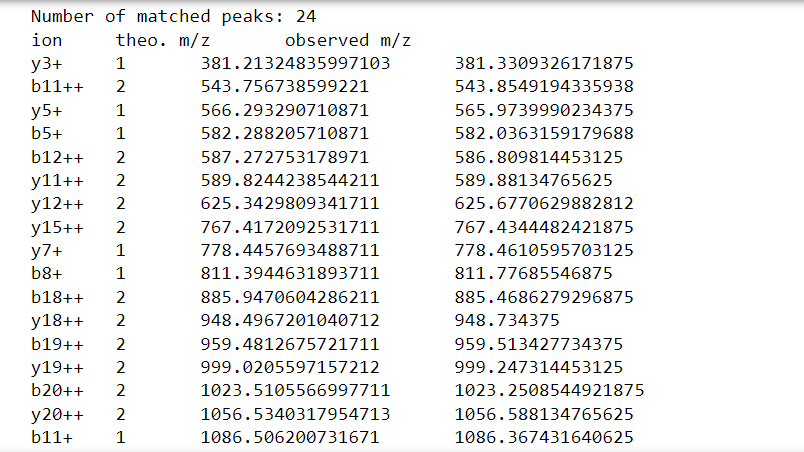 Number of matched peaks: 24
ion theo. m/z observed m/z
y3+ 1 381.21324835997103 381.3309326171875
b11++ 2 543.756738599221 543.8549194335938
y5+ 1 566.293290710871 565.9739990234375
b5+ 1 582.288205710871 582.0363159179688
b12++ 2 587.272753178971 586.809814453125
y11++ 2 589.8244238544211 589.88134765625
y12++ 2 625.3429809341711 625.6770629882812
y15++ 2 767.4172092531711 767.4344482421875
y7+ 1 778.4457693488711 778.4610595703125
b8+ 1 811.3944631893711 811.77685546875
b18++ 2 885.9470604286211 885.4686279296875
y18++ 2 948.4967201040712 948.734375
b19++ 2 959.4812675721711 959.513427734375
y19++ 2 999.0205597157212 999.247314453125
b20++ 2 1023.5105566997711 1023.2508544921875
y20++ 2 1056.5340317954713 1056.588134765625
b11+ 1 1086.506200731671 1086.367431640625